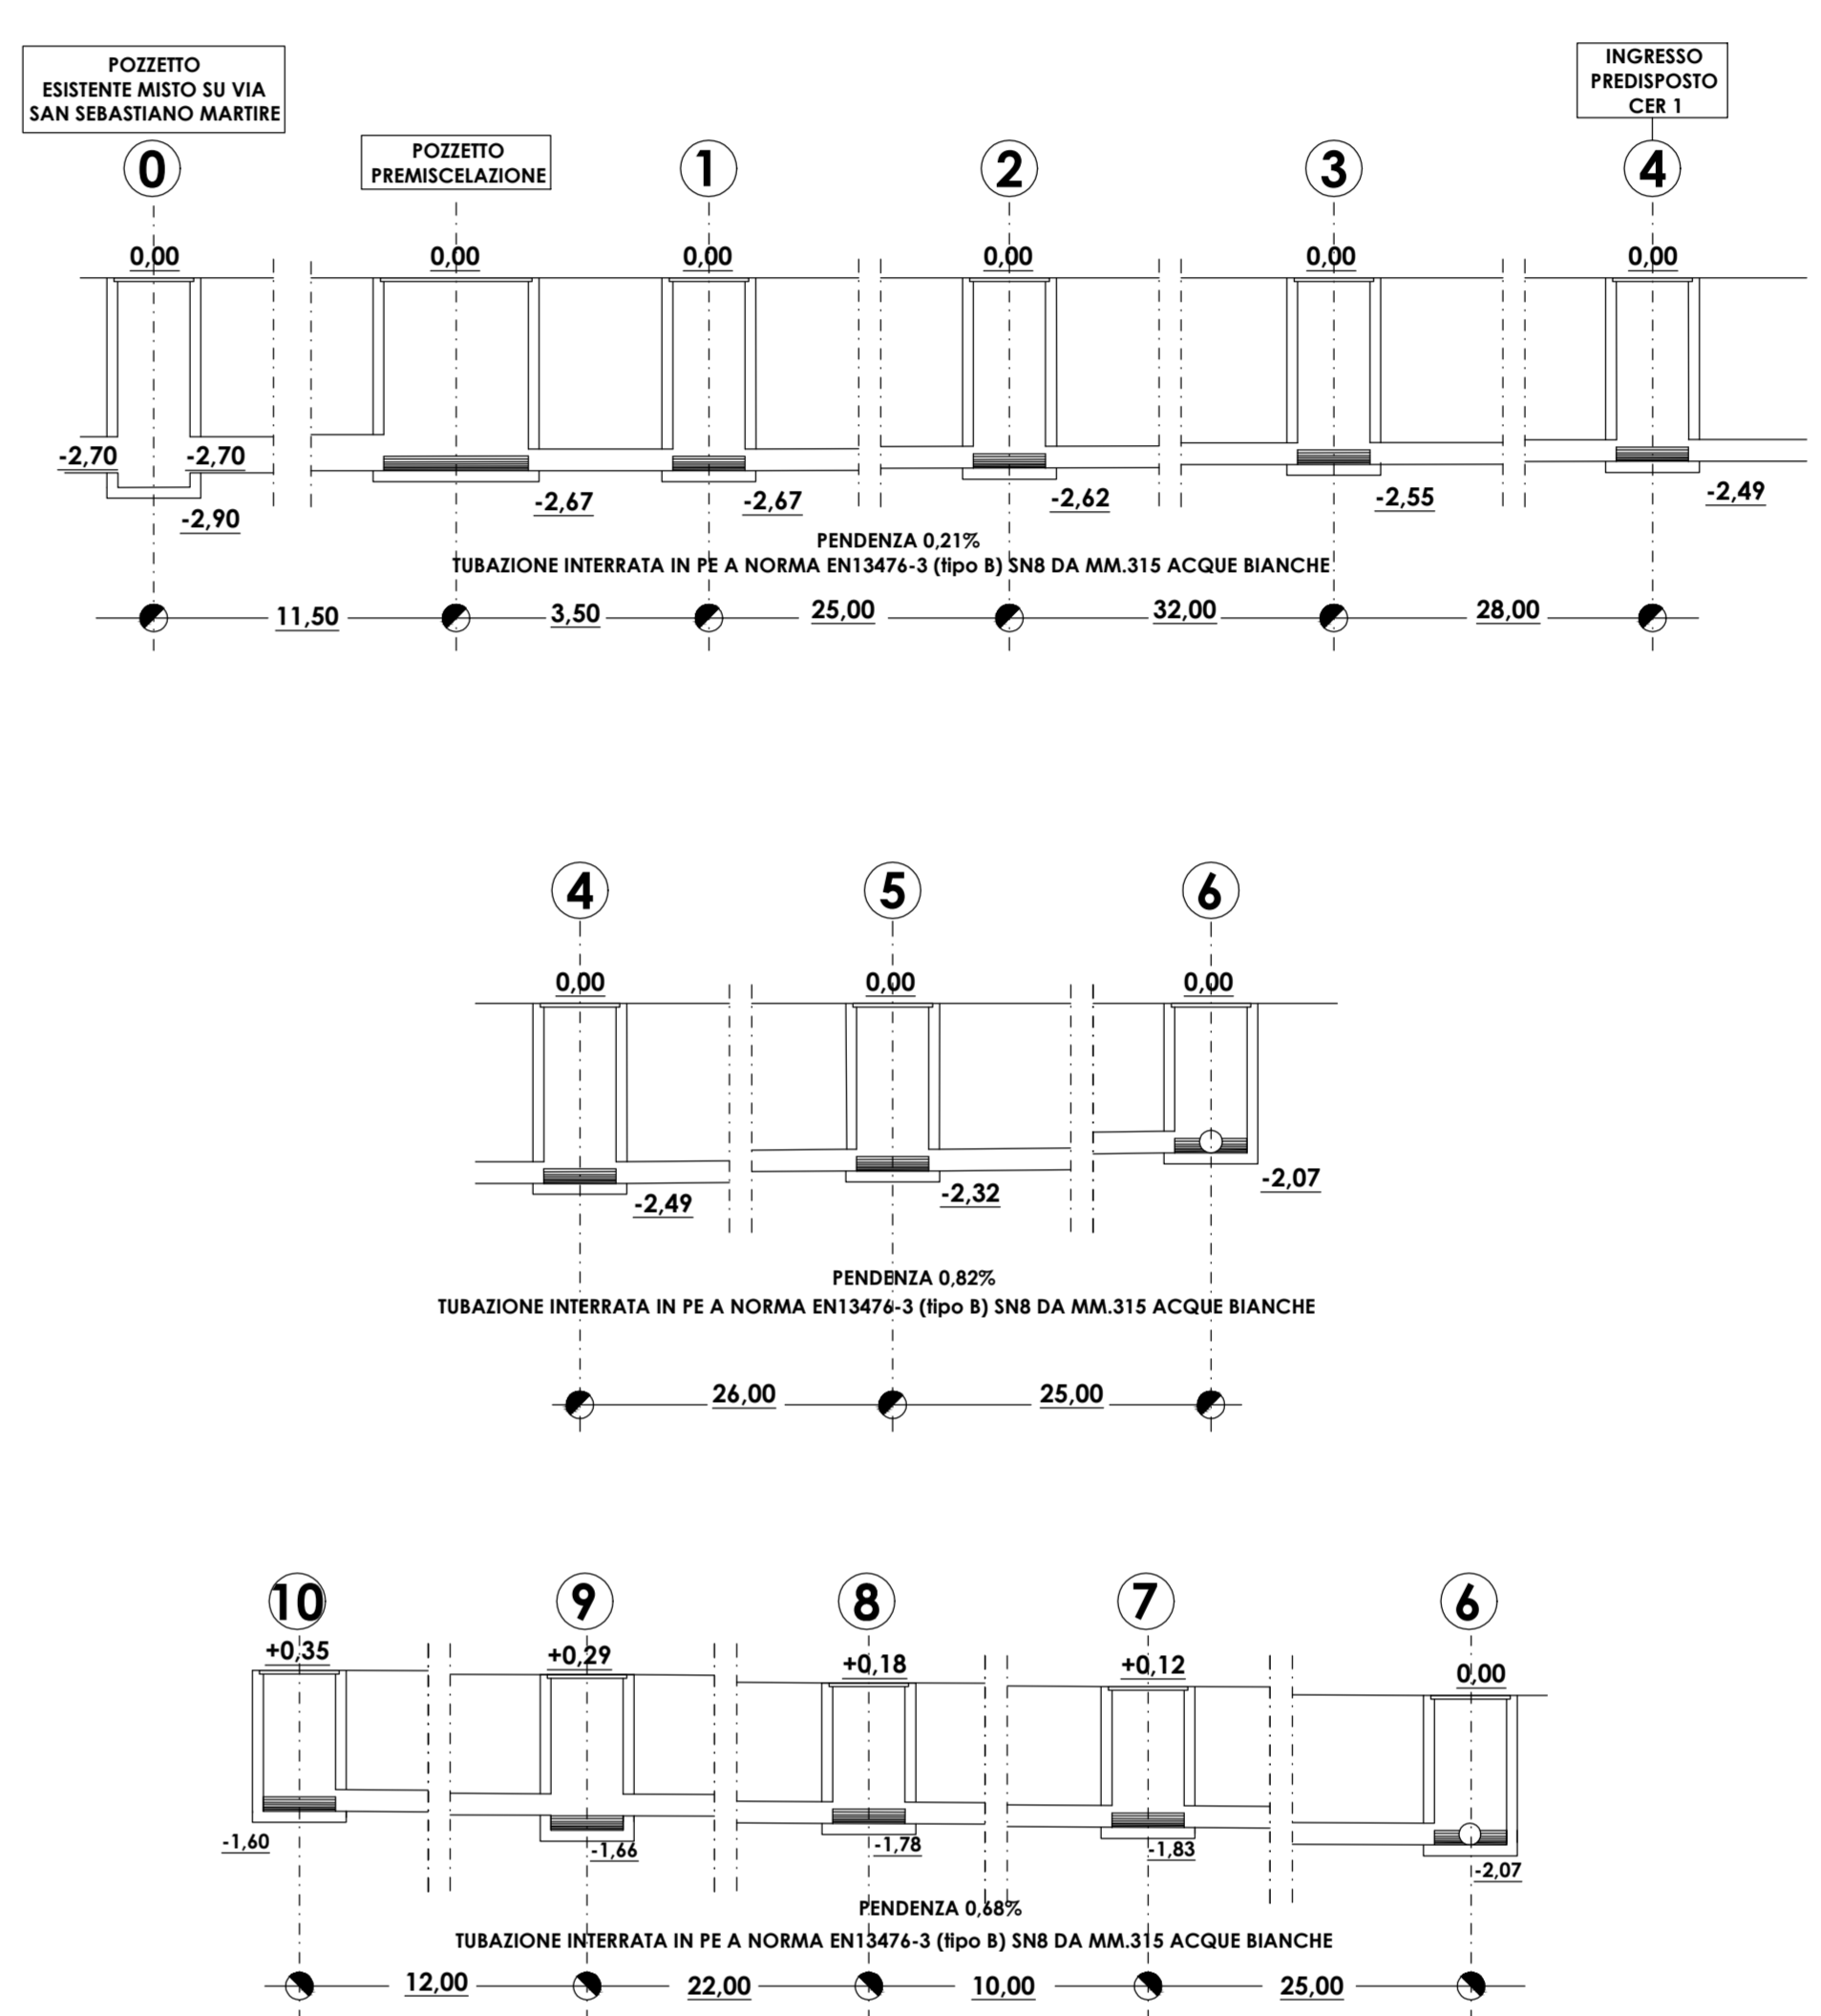 POZZETTO
ESISTENTE MISTO SU VIA
SAN SEBASTIANO MARTIRE
INGRESSO
PREDISPOSTO
CER 1
POZZETTO
PREMISCELAZIONE
0 1 2 3 4
0,00 0,00 0,00 0,00 0,00 0,00
-2,70 -2,70
-2,90 -2,67 -2,67 -2,62 -2,55 -2,49
PENDENZA 0,21%
TUBAZIONE INTERRATA IN PE A NORMA EN13476-3 (tipo B) SN8 DA MM.315 ACQUE BIANCHE
11,50 3,50 25,00 32,00 28,00
4 5 6
0,00 0,00 0,00
-2,49 -2,32 -2,07
PENDENZA 0,82%
TUBAZIONE INTERRATA IN PE A NORMA EN13476-3 (tipo B) SN8 DA MM.315 ACQUE BIANCHE
26,00 25,00
10 9 8 7 6
+0,35 +0,29 +0,18 +0,12 0,00
-1,60 -1,66 -1,78 -1,83 -2,07
PENDENZA 0,68%
TUBAZIONE INTERRATA IN PE A NORMA EN13476-3 (tipo B) SN8 DA MM.315 ACQUE BIANCHE
12,00 22,00 10,00 25,00